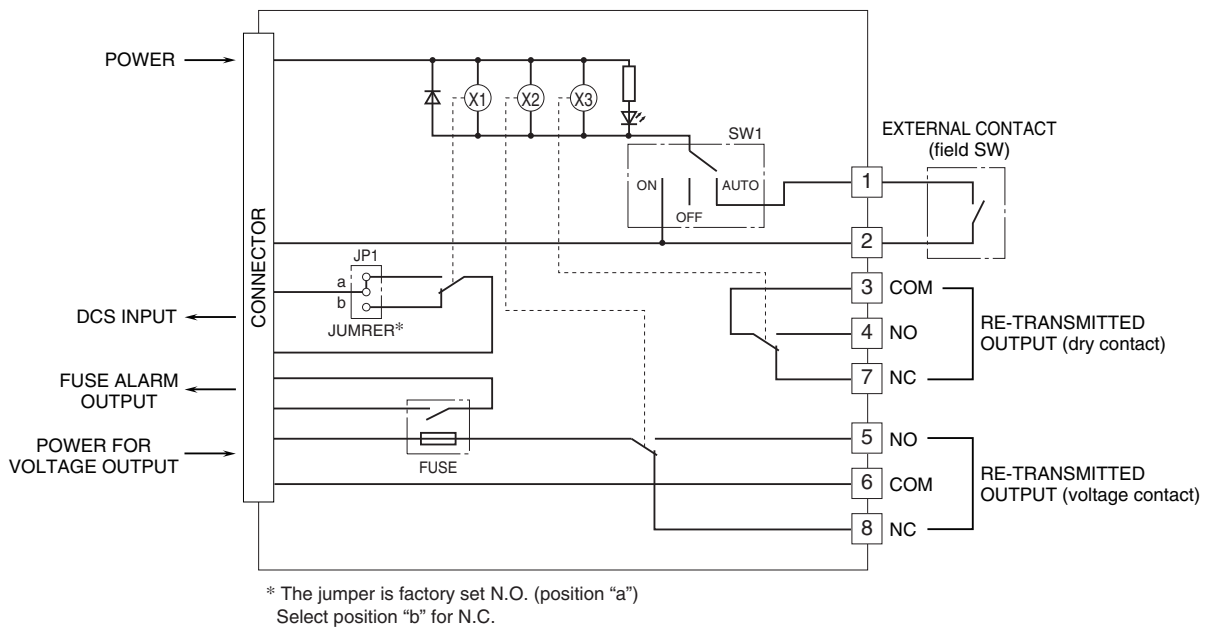 POWER
CONNECTOR
X1
X2
X3
SW1
ON
OFF
AUTO
EXTERNAL CONTACT
(field SW)
1
2
JP1
a
b
JUMRER*
DCS INPUT
FUSE ALARM
OUTPUT
POWER FOR
VOLTAGE OUTPUT
FUSE
3 COM
4 NO
7 NC
RE-TRANSMITTED
OUTPUT (dry contact)
5 NO
6 COM
8 NC
RE-TRANSMITTED
OUTPUT (voltage contact)
* The jumper is factory set N.O. (position “a”)
Select position “b” for N.C.